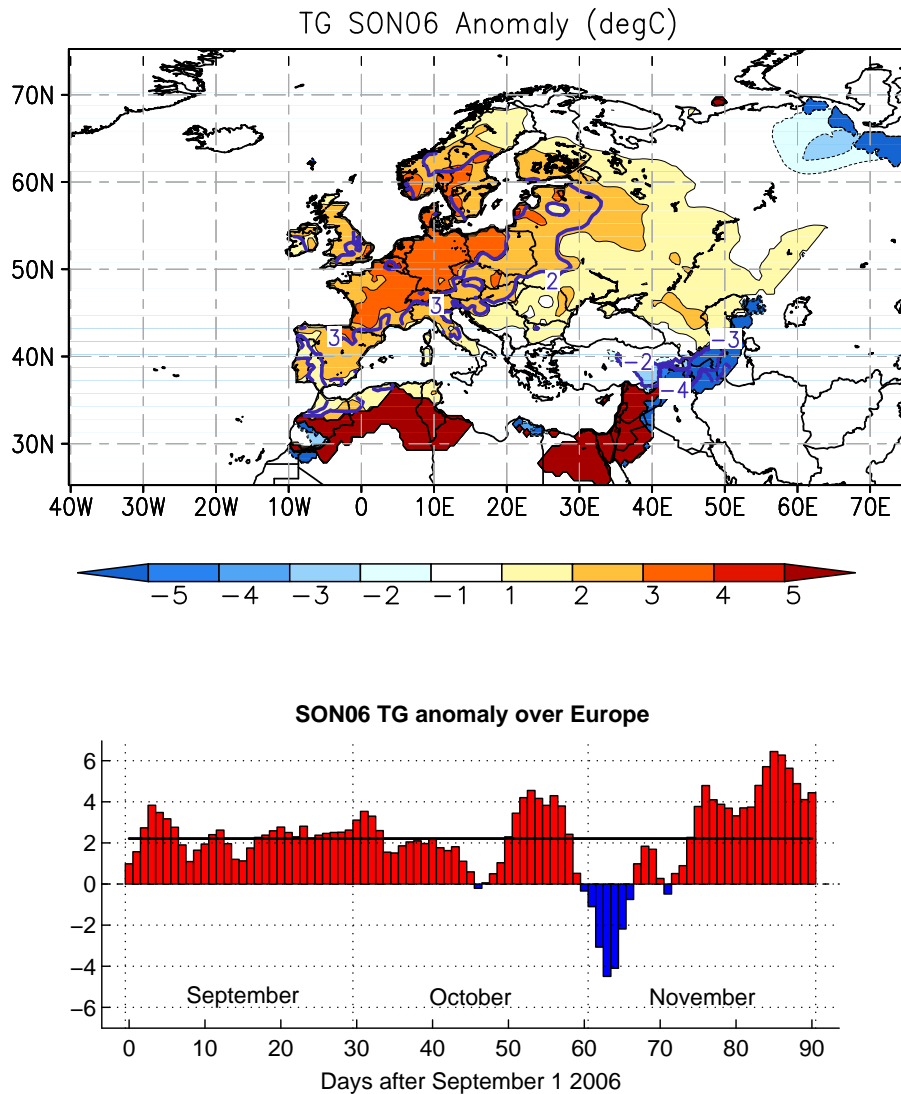 TG SON06 Anomaly (degC)
70N
60N
50N
40N
30N
2
3
3
−3
−2
−4
40W 30W 20W 10W 0 10E 20E 30E 40E 50E 60E 70E
−5 −4 −3 −2 −1 1 2 3 4 5
SON06 TG anomaly over Europe
6
4
2
0
−2
−4
−6
September October November
0 10 20 30 40 50 60 70 80 90
Days after September 1 2006